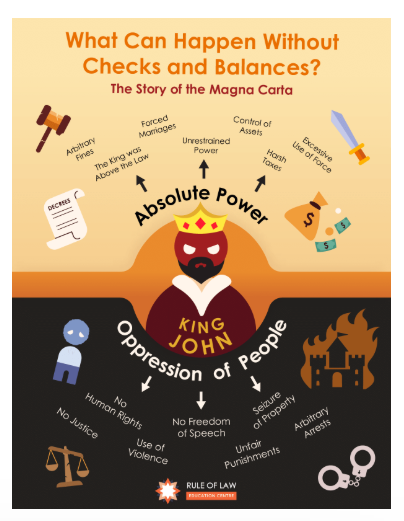 What Can Happen Without
Checks and Balances?
The Story of the Magna Carta
Arbitrary
Fines
The King was
Above the Law
Forced
Marriages
Unrestrained
Power
Control of
Assets
Harsh
Taxes
Excessive
Use of Force
DECREES
$
$
$
Absolute Power
KING
JOHN
Oppression of People
No Justice
No
Human Rights
Use of
Violence
No Freedom
of Speech
Unfair
Punishments
Seizure
of Property
Arbitrary
Arrests
RULE OF LAW
EDUCATION CENTRE